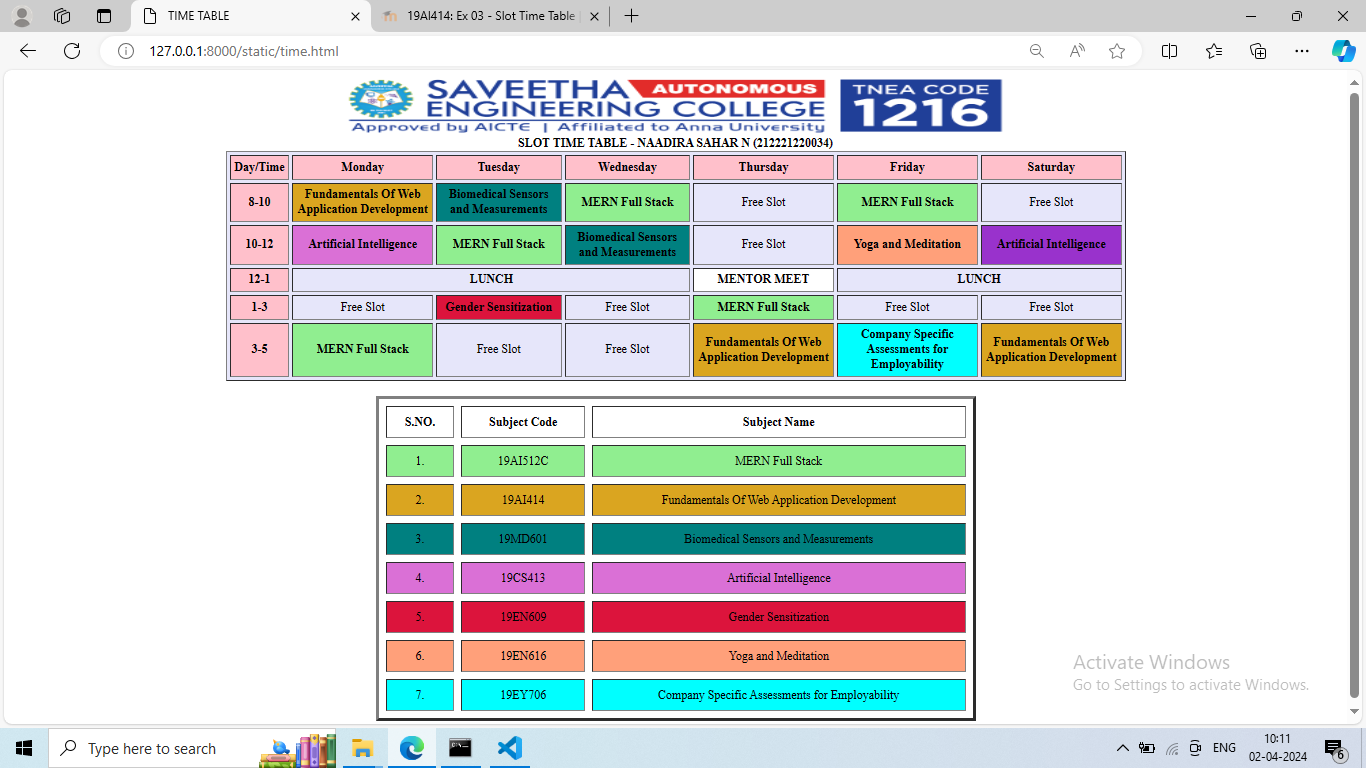 TIME TABLE
19AI414: Ex 03 - Slot Time Table
127.0.0.1:8000/static/time.html
SAVEETHA AUTONOMOUS
ENGINEERING COLLEGE
Approved by AICTE | Affiliated to Anna University
TNEA CODE
1216
SLOT TIME TABLE - NAADIRA SAHAR N (212221220034)
Day/Time Monday Tuesday Wednesday Thursday Friday Saturday
8-10 Fundamentals Of Web Application Development Biomedical Sensors and Measurements MERN Full Stack Free Slot MERN Full Stack Free Slot
10-12 Artificial Intelligence MERN Full Stack Biomedical Sensors and Measurements Free Slot Yoga and Meditation Artificial Intelligence
12-1 LUNCH MENTOR MEET LUNCH
1-3 Free Slot Gender Sensitization Free Slot MERN Full Stack Free Slot Free Slot
3-5 MERN Full Stack Free Slot Free Slot Fundamentals Of Web Application Development Company Specific Assessments for Employability Fundamentals Of Web Application Development
S.NO. Subject Code Subject Name
1. 19AI512C MERN Full Stack
2. 19AI414 Fundamentals Of Web Application Development
3. 19MD601 Biomedical Sensors and Measurements
4. 19CS413 Artificial Intelligence
5. 19EN609 Gender Sensitization
6. 19EN616 Yoga and Meditation
7. 19EY706 Company Specific Assessments for Employability
Activate Windows
Go to Settings to activate Windows.
Type here to search
ENG
10:11
02-04-2024
6